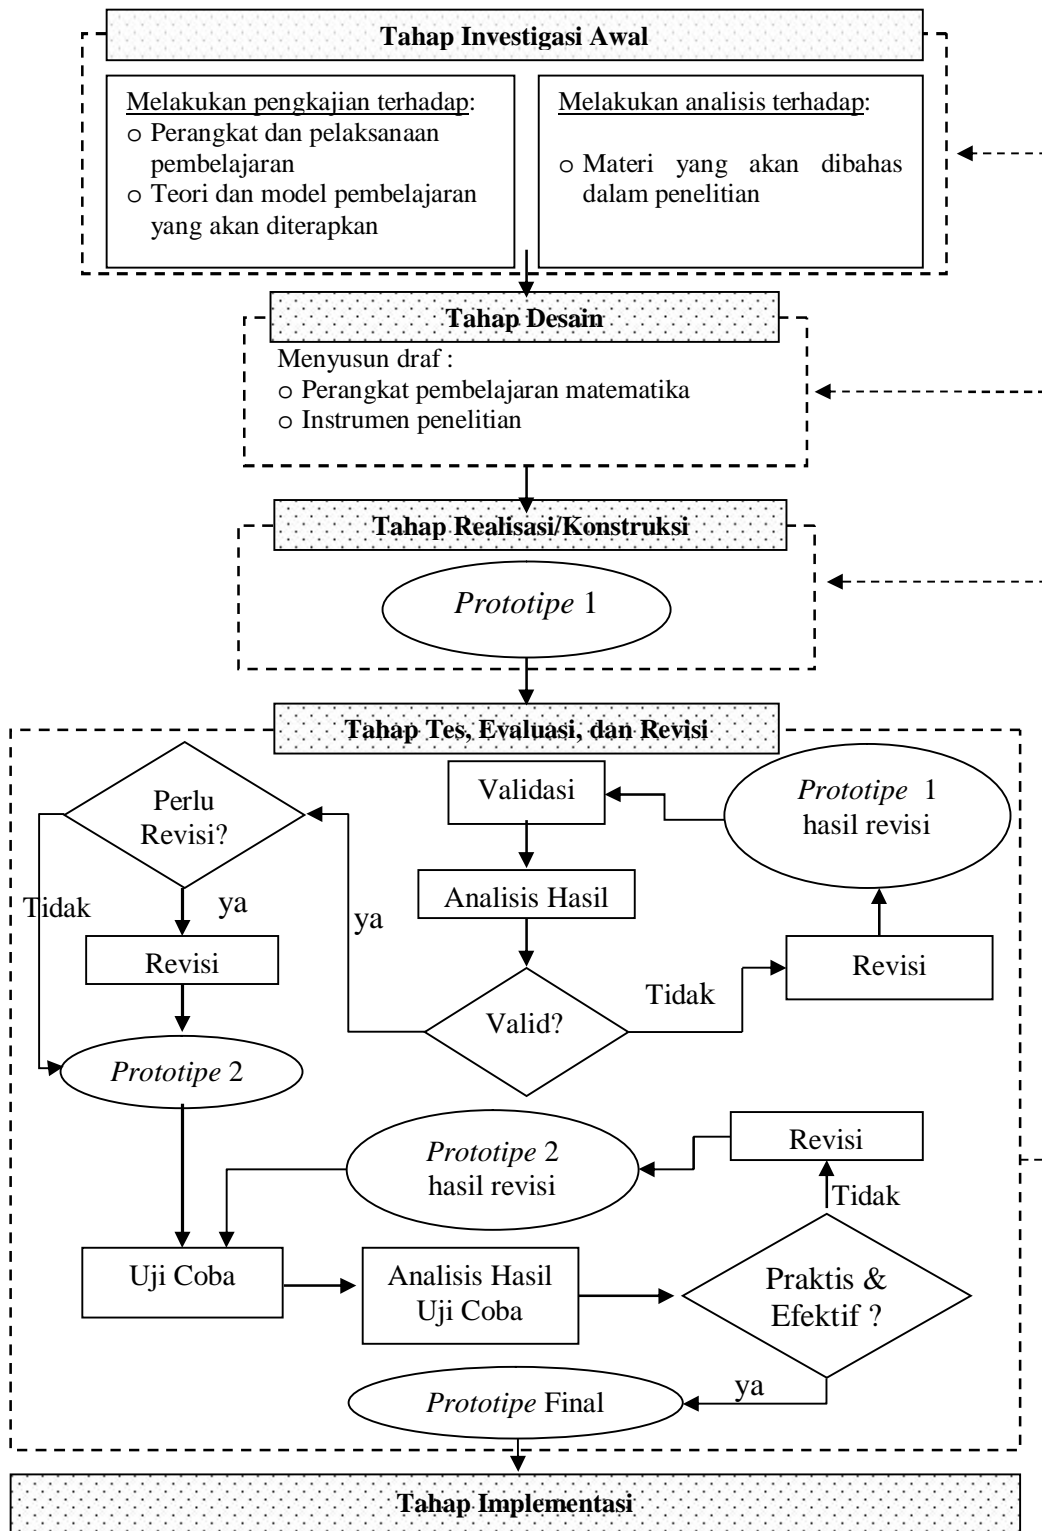 Tahap Investigasi Awal
Melakukan pengkajian terhadap:
o Perangkat dan pelaksanaan
pembelajaran
o Teori dan model pembelajaran
yang akan diterapkan
Melakukan analisis terhadap:
o Materi yang akan dibahas
dalam penelitian
Tahap Desain
Menyusun draf :
o Perangkat pembelajaran matematika
o Instrumen penelitian
Tahap Realisasi/Konstruksi
Prototipe 1
Tahap Tes, Evaluasi, dan Revisi
Perlu
Revisi?
Validasi
Prototipe 1
hasil revisi
Tidak
ya
ya
Analisis Hasil
Revisi
Revisi
Tidak
Valid?
Prototipe 2
Prototipe 2
hasil revisi
Revisi
Tidak
Uji Coba
Analisis Hasil
Uji Coba
Praktis &
Efektif ?
ya
Prototipe Final
Tahap Implementasi